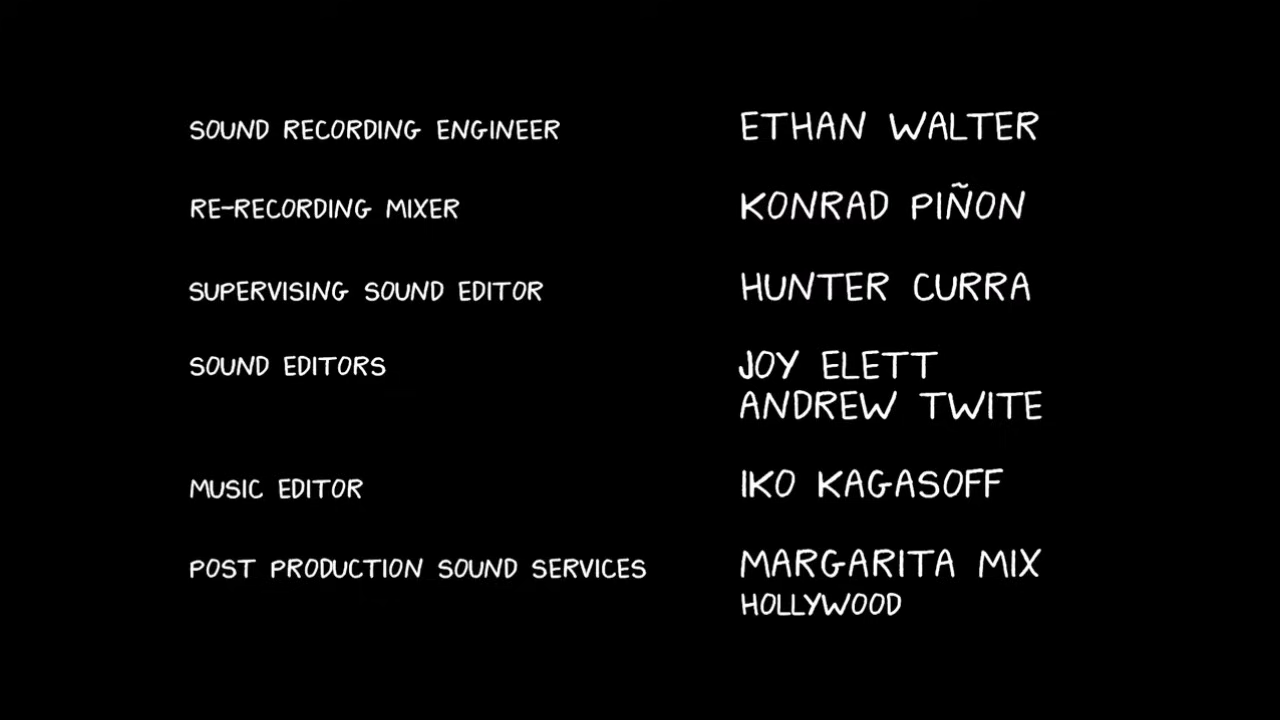 SOUND RECORDING ENGINEER ETHAN WALTER
RE-RECORDING MIXER KONRAD PIÑON
SUPERVISING SOUND EDITOR HUNTER CURRA
SOUND EDITORS JOY ELETT
ANDREW TWITE
MUSIC EDITOR IKO KAGASOFF
POST PRODUCTION SOUND SERVICES MARGARITA MIX
HOLLYWOOD